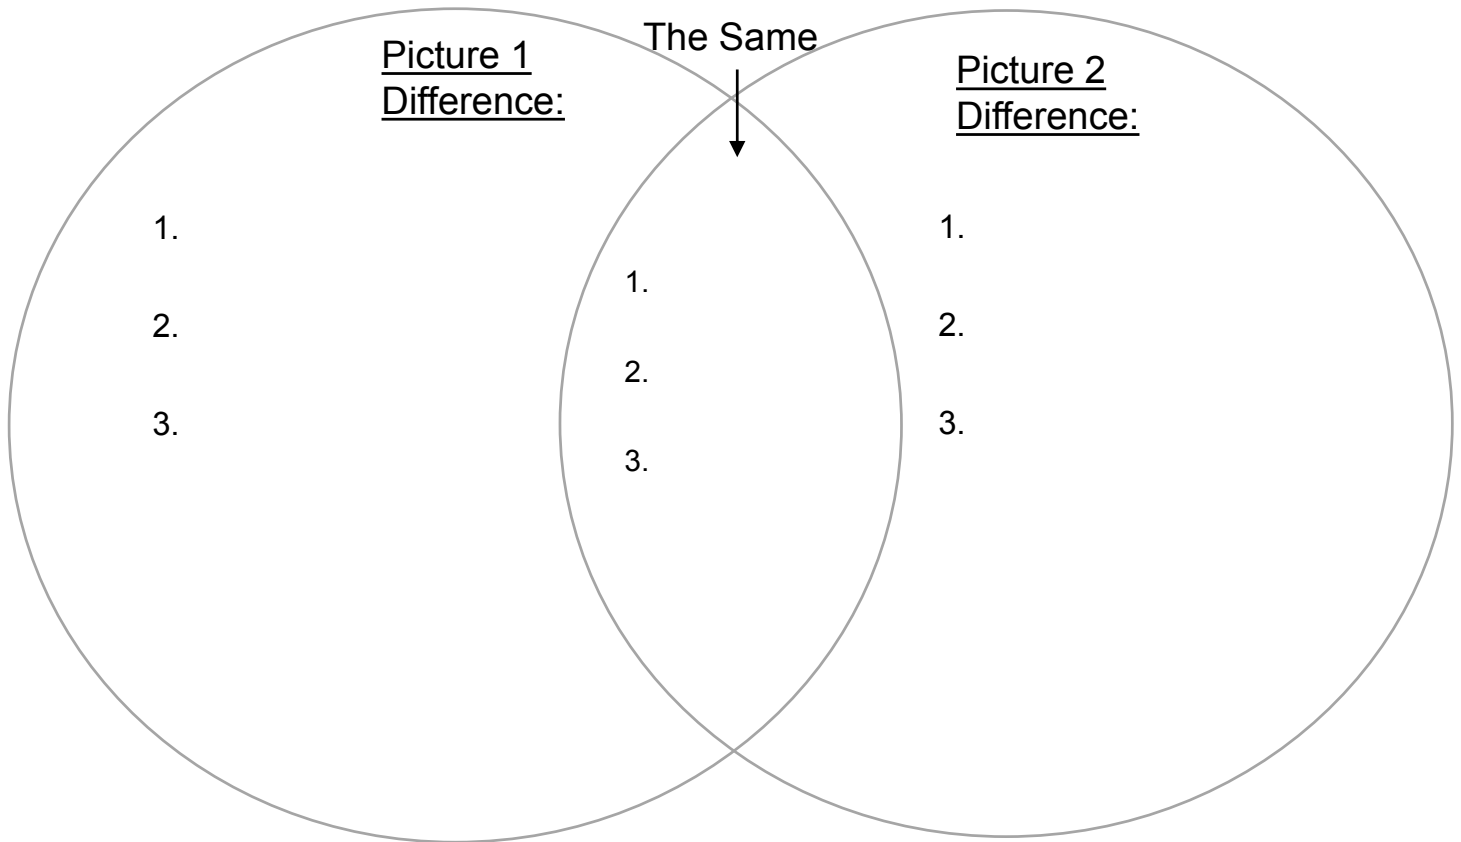 The Same
Picture 1
Difference:
1.
2.
3.
1.
2.
3.
Picture 2
Difference:
1.
2.
3.